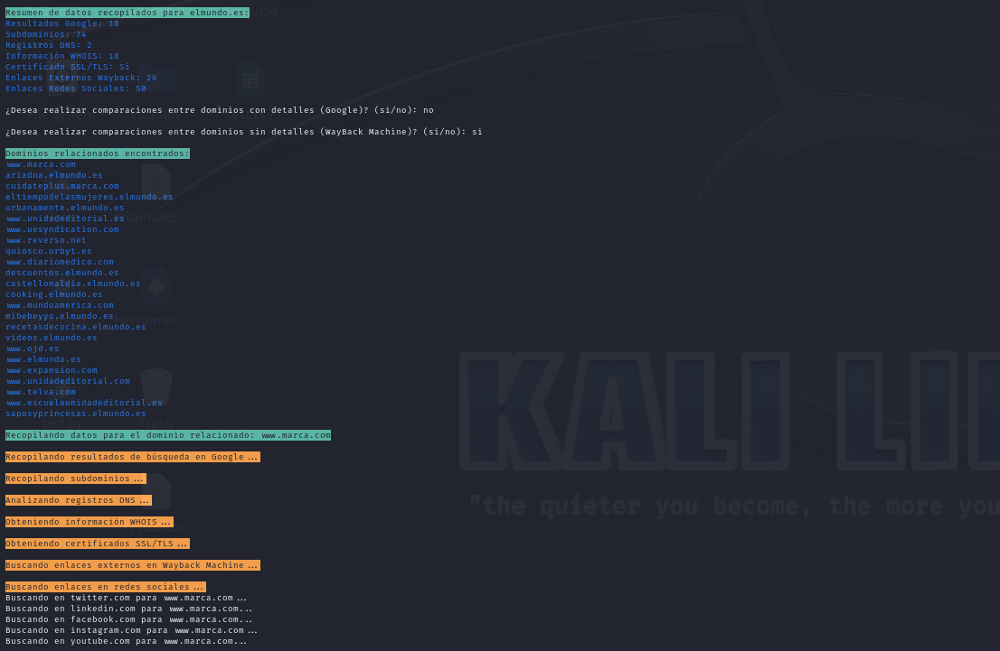 Resumen de datos recopilados para elmundo.es:
Resultados Google: 10
Subdominios: 74
Registros DNS: 2
Información WHOIS: 18
Certificado SSL/TLS: Sí
Enlaces Externos Wayback: 26
Enlaces Redes Sociales: 50
File System
Volatility
Test.csv
¿Desea realizar comparaciones entre dominios con detalles (Google)? (si/no): no
¿Desea realizar comparaciones entre dominios sin detalles (WayBack Machine)? (si/no): si
Dominios relacionados encontrados:
www.marca.com
ariadna.elmundo.es
cuidateplus.marca.com
eltiempodelasmujeres.elmundo.es
urbanamente.elmundo.es
www.unidadeditorial.es
www.uesyndication.com
www.reverso.net
quiosco.orbyt.es
www.diariomedico.com
descuentos.elmundo.es
castellonaldia.elmundo.es
cooking.elmundo.es
www.mundoamerica.com
mibebeyyo.elmundo.es
recetasdecocina.elmundo.es
videos.elmundo.es
www.ojd.es
www.elmundo.es
www.expansion.com
www.unidadeditorial.com
www.telva.com
www.escuelaunidadeditorial.es
saposyprincesas.elmundo.es
Herramien...
test.py
Trash
KALI LI
"the quieter you become, the more you
Recopilando datos para el dominio relacionado: www.marca.com
Recopilando resultados de búsqueda en Google...
Recopilando subdominios...
Analizando registros DNS...
Obteniendo información WHOIS...
Obteniendo certificados SSL/TLS...
Buscando enlaces externos en Wayback Machine...
Buscando enlaces en redes sociales...
Buscando en twitter.com para www.marca.com...
Buscando en linkedin.com para www.marca.com...
Buscando en facebook.com para www.marca.com...
Buscando en instagram.com para www.marca.com...
Buscando en youtube.com para www.marca.com...